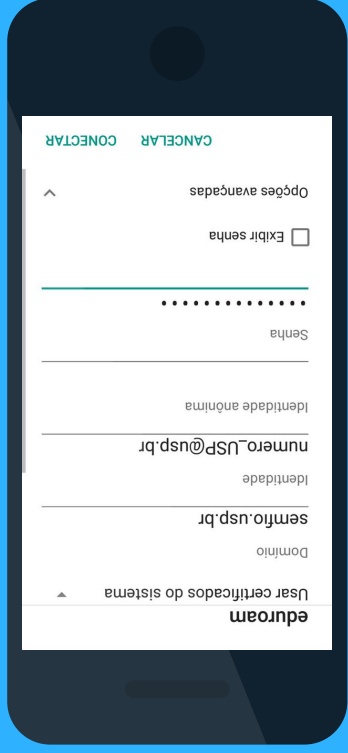 eduroam
Usar certificados do sistema
Domínio
semfio.usp.br
Identidade
numero_USP@usp.br
Identidade anônima
Senha
••••••••••••••
Exibir senha
Opções avançadas
CANCELAR CONECTAR